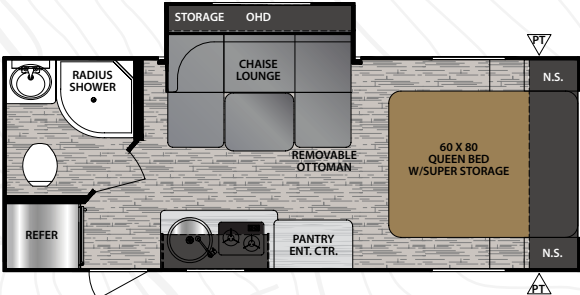 STORAGE OHD
PT
RADIUS
SHOWER
CHAISE
LOUNGE
N.S.
60 X 80
QUEEN BED
W/SUPER STORAGE
REMOVABLE
OTTOMAN
REFER
PANTRY
ENT. CTR.
N.S.
PT